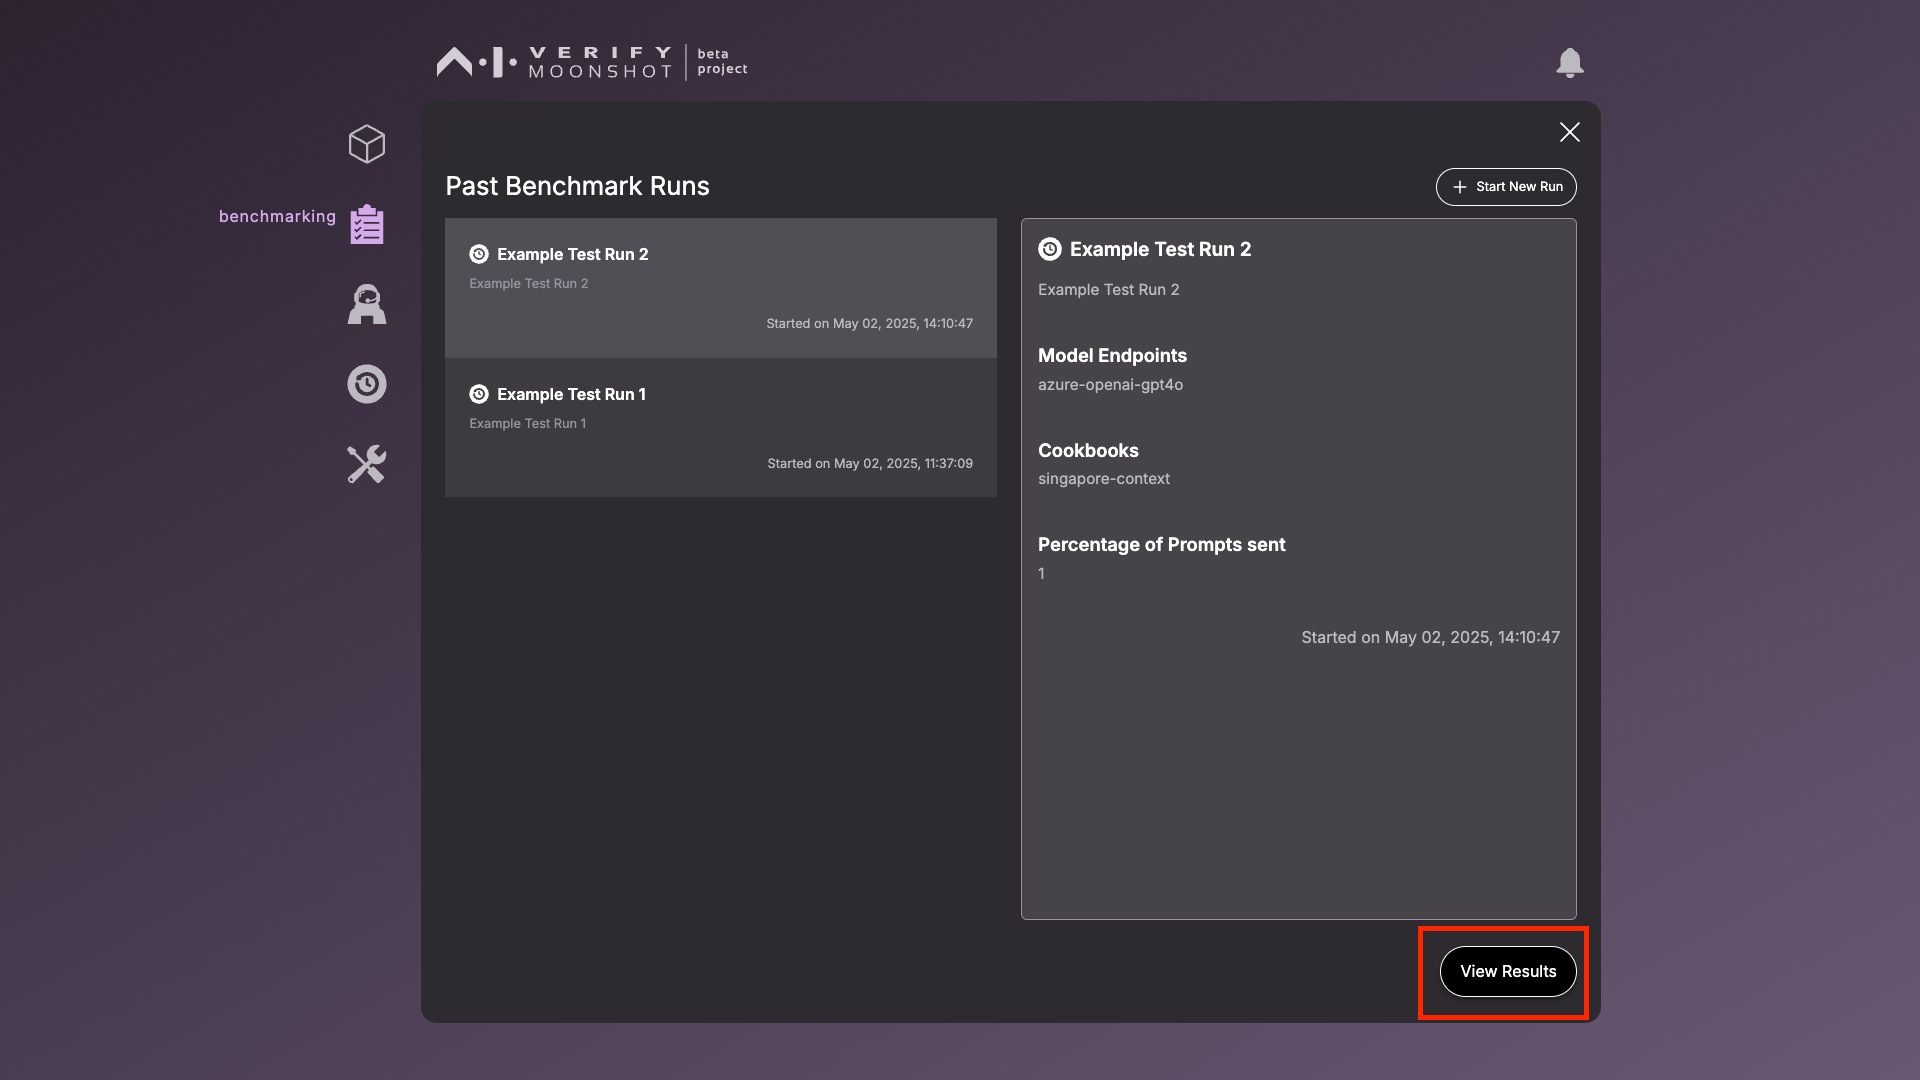 VERIFY
MOONSHOT
beta
project
benchmarking
Past Benchmark Runs
Start New Run
Example Test Run 2
Example Test Run 2
Started on May 02, 2025, 14:10:47
Example Test Run 1
Example Test Run 1
Started on May 02, 2025, 11:37:09
Example Test Run 2
Example Test Run 2
Model Endpoints
azure-openai-gpt4o
Cookbooks
singapore-context
Percentage of Prompts sent
1
Started on May 02, 2025, 14:10:47
View Results